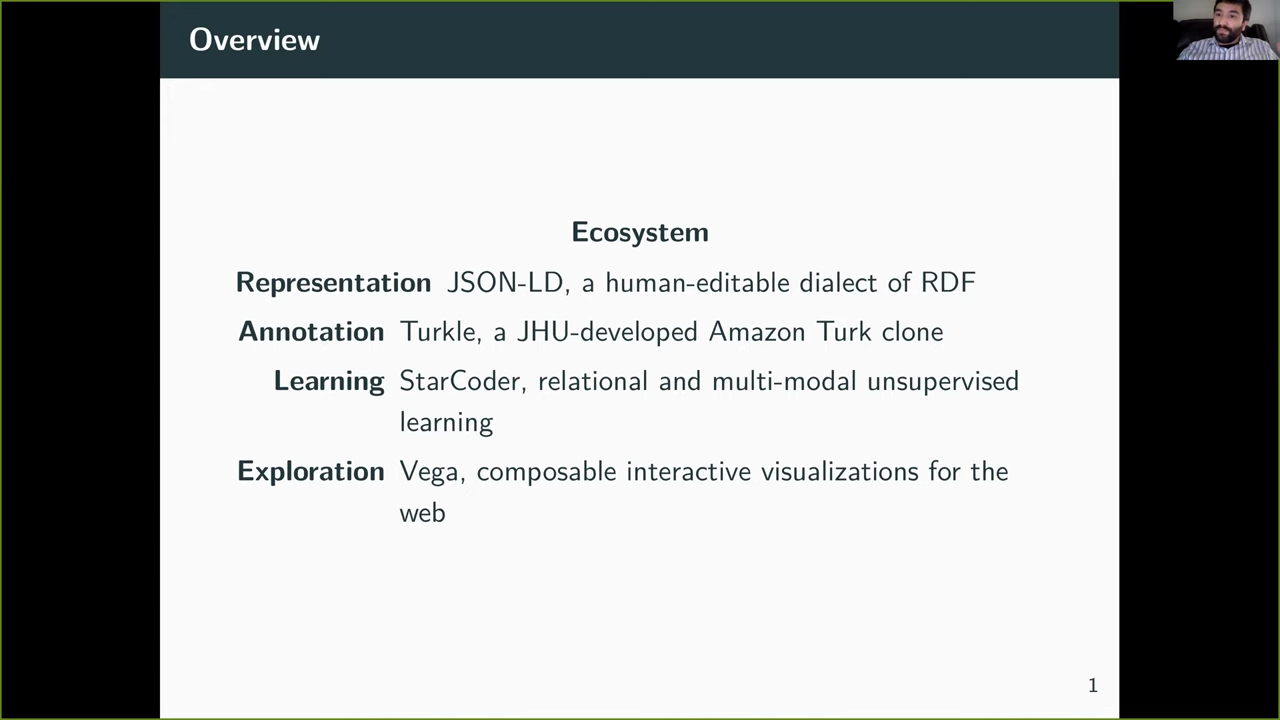 Overview
Ecosystem
Representation JSON-LD, a human-editable dialect of RDF
Annotation Turkle, a JHU-developed Amazon Turk clone
Learning StarCoder, relational and multi-modal unsupervised
learning
Exploration Vega, composable interactive visualizations for the
web
1